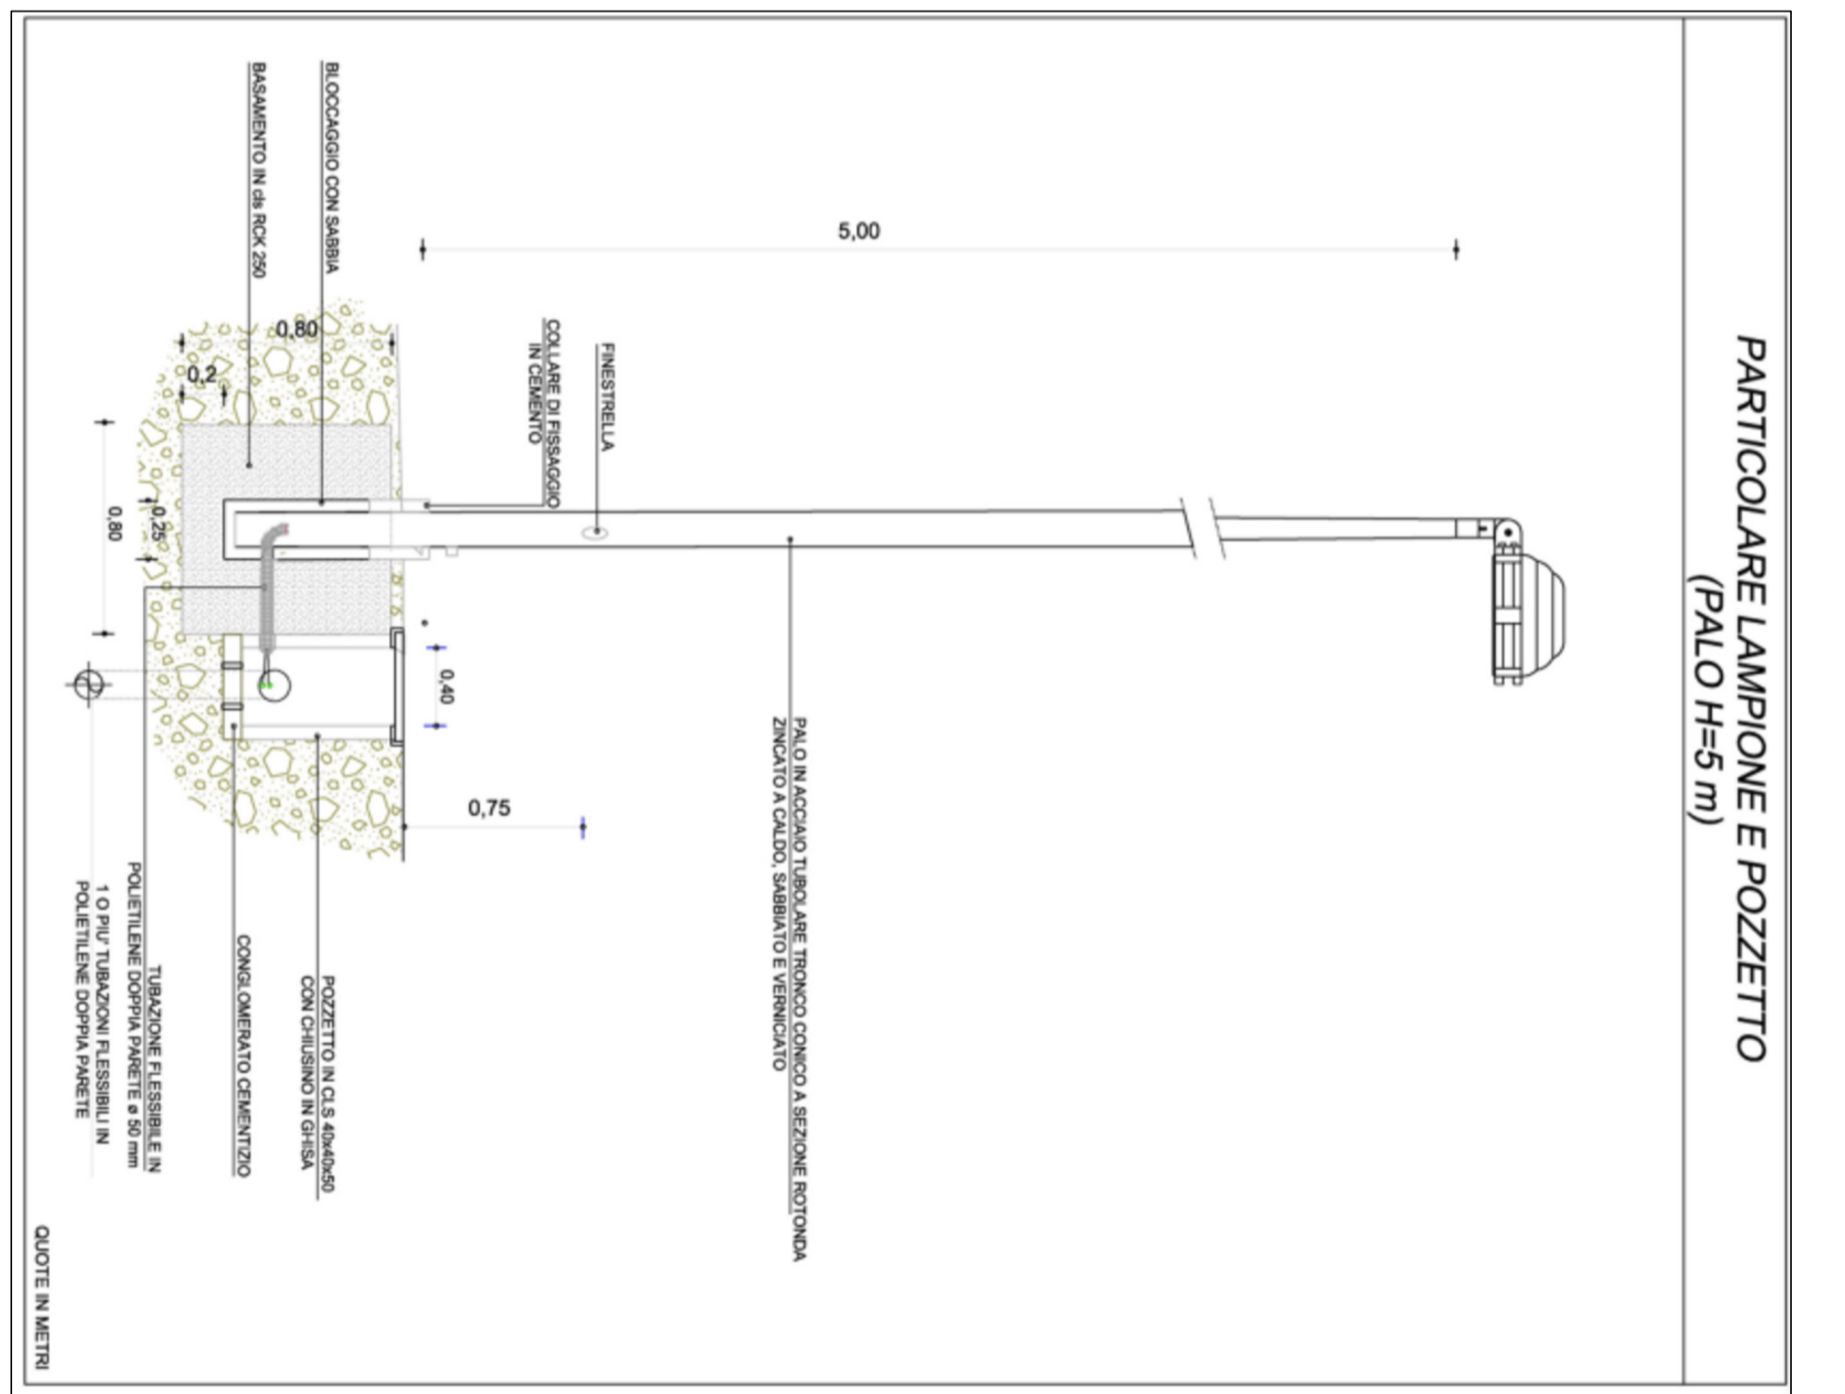 PARTICOLARE LAMPIONE E POZZETTO
(PALO H=5 m)
5,00
FINESTRELLA
COLLARE DI FISSAGGIO
IN CEMENTO
BLOCCAGGIO CON SABBIA
BASAMENTO IN cls RCK 250
0,80
0,2
0,25
0,80
0,40
0,75
PALO IN ACCIAIO TUBOLARE TRONCO CONICO A SEZIONE ROTONDA
ZINCATO A CALDO, SABBIATO E VERNICIATO
POZZETTO IN CLS 40x40x50
CON CHIUSINO IN GHISA
CONGLOMERATO CEMENTIZIO
TUBAZIONE FLESSIBILE IN
POLIETILENE DOPPIA PARETE ø 50 mm
1 O PIU' TUBAZIONI FLESSIBILI IN
POLIETILENE DOPPIA PARETE
QUOTE IN METRI